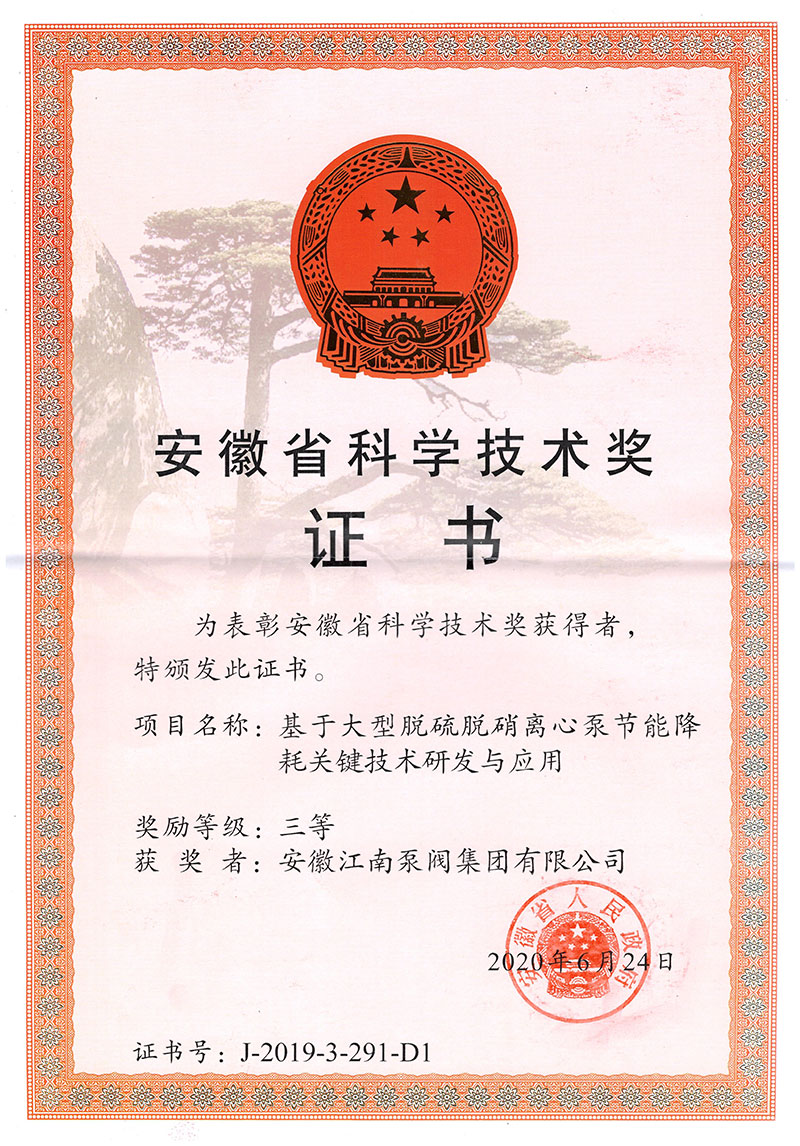 安徽省科学技术奖
证书
为表彰安徽省科学技术奖获得者，
特颁发此证书。
项目名称：基于大型脱硫脱硝离心泵节能降
耗关键技术研发与应用
奖励等级：三等
获奖者：安徽江南泵阀集团有限公司
安徽省人民政府
2020年6月24日
证书号：J-2019-3-291-D1